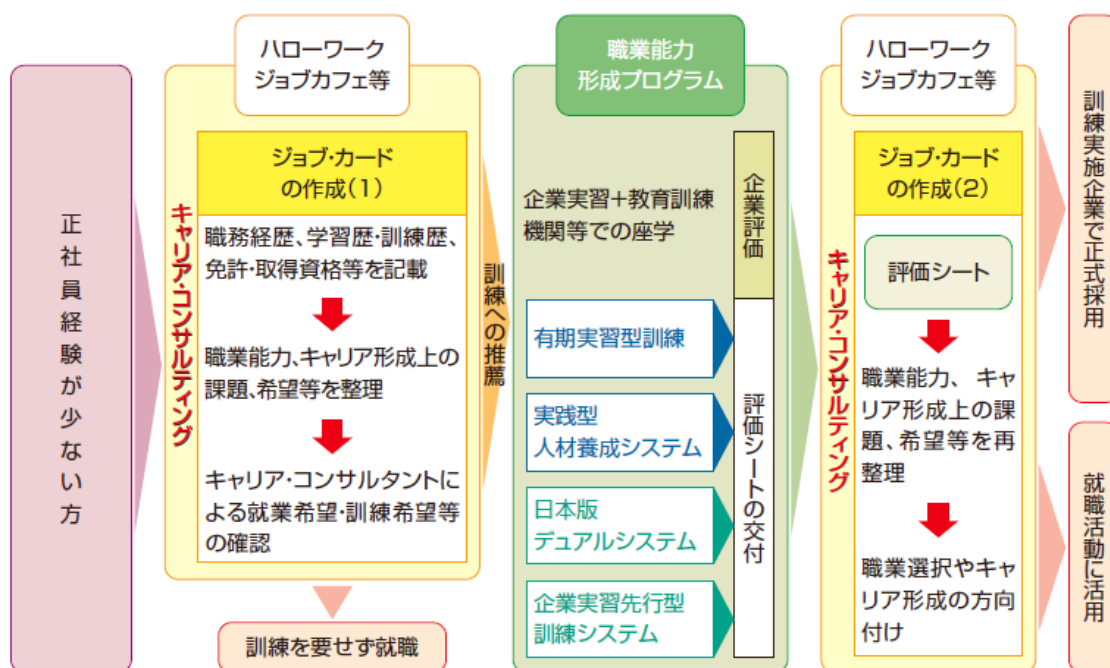 正社員経験が少ない方
ハローワーク
ジョブカフェ等
キャリア・コンサルティング
ジョブ・カード
の作成(1)
職務経歴、学習歴・訓練歴、
免許・取得資格等を記載
職業能力、キャリア形成上の
課題、希望等を整理
キャリア・コンサルタントに
よる就業希望・訓練希望等
の確認
訓練を要せず就職
訓練への推薦
職業能力
形成プログラム
企業実習+教育訓練
機関等での座学
企業評価
有期実習型訓練
実践型
人材養成システム
日本版
デュアルシステム
企業実習先行型
訓練システム
評価シートの交付
ハローワーク
ジョブカフェ等
キャリア・コンサルティング
ジョブ・カード
の作成(2)
評価シート
職業能力、キャ
リア形成上の課
題、希望等を再
整理
職業選択やキャ
リア形成の方向
付け
訓練実施企業で正式採用
就職活動に活用